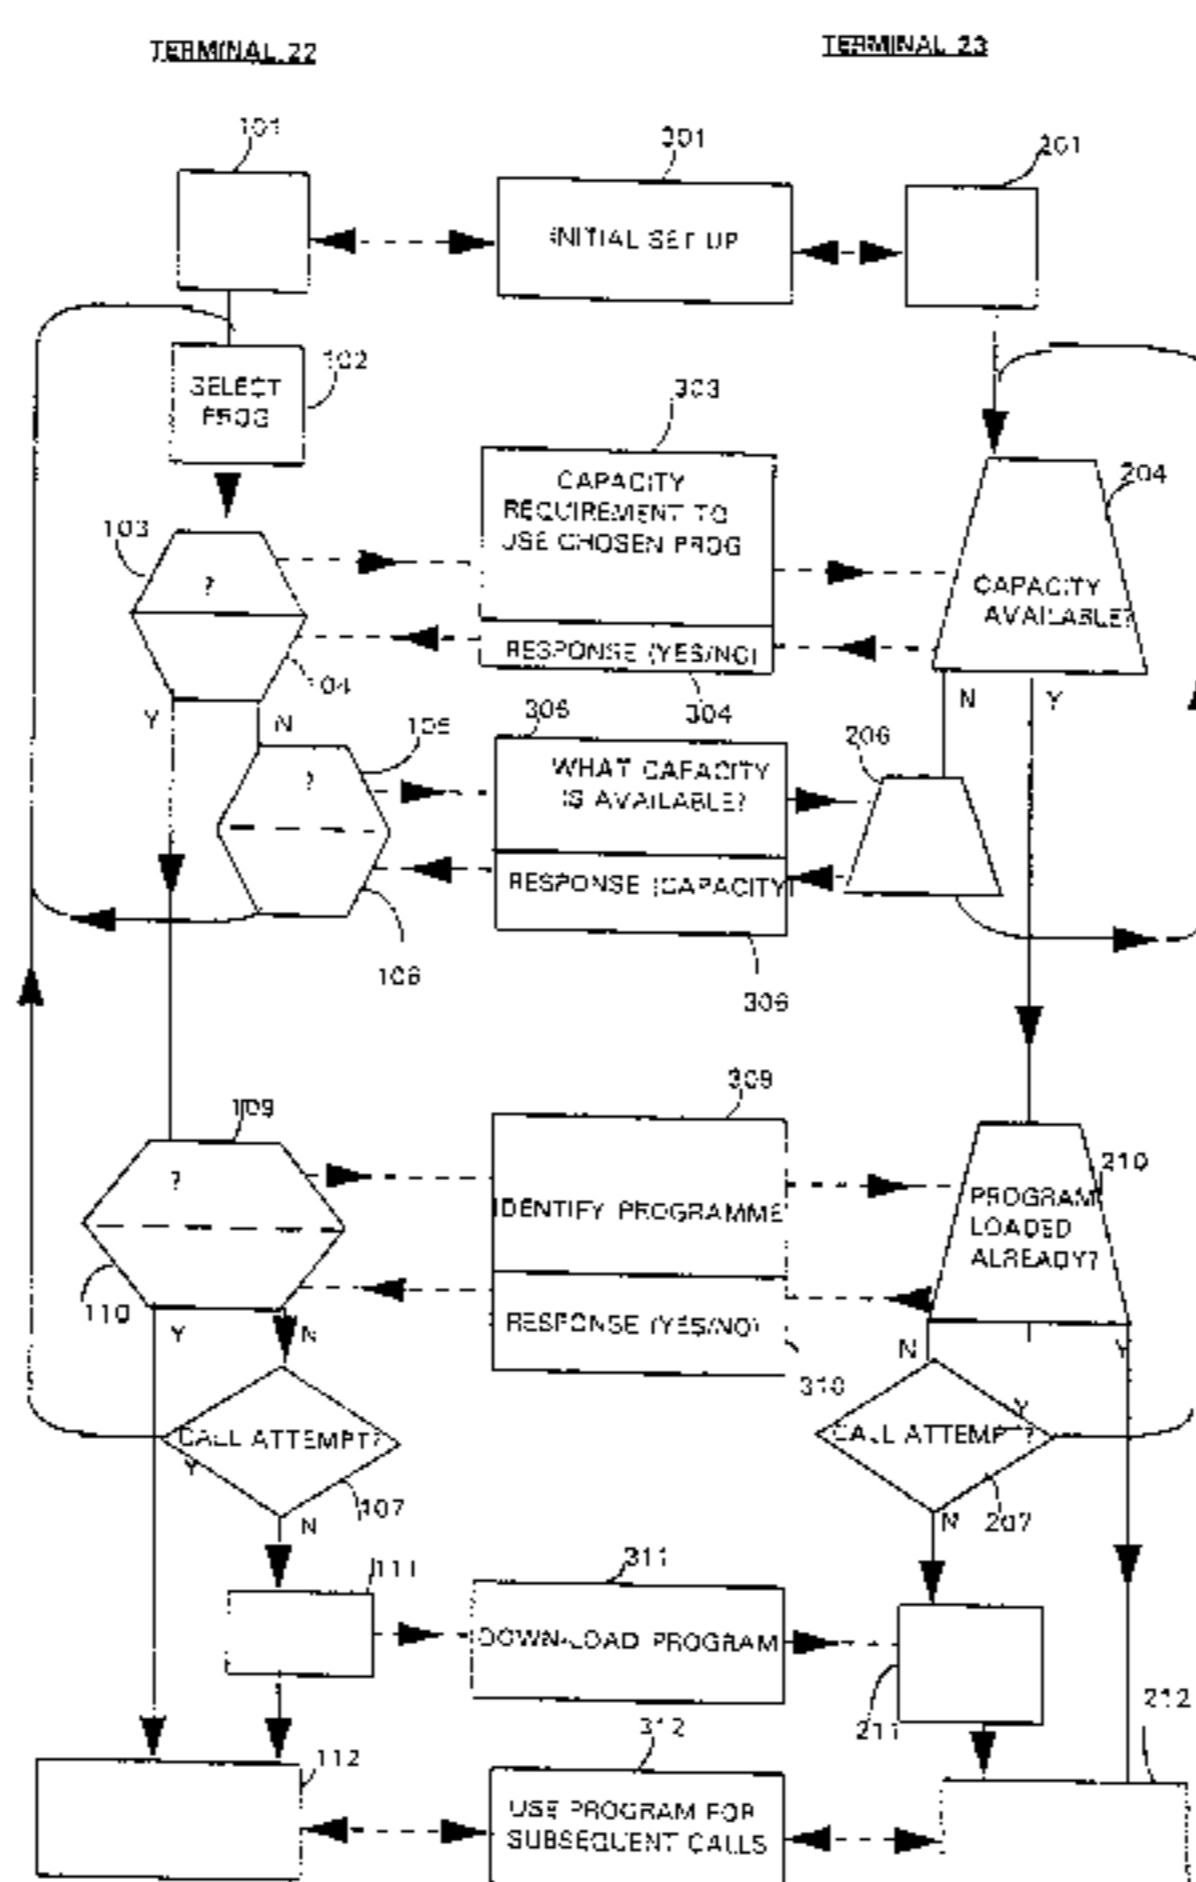 TERMINAL 22
TERMINAL 23
101
301
201
INITIAL SET UP
102
SELECT
PROG
303
CAPACITY
REQUIREMENT TO
USE CHOSEN PROG
204
103
?
CAPACITY
AVAILABLE?
RESPONSE (YES/NO)
104
304
Y
N
N
Y
105
305
206
?
WHAT CAPACITY
IS AVAILABLE?
RESPONSE (CAPACITY)
106
306
109
309
?
210
IDENTIFY PROGRAMME
PROGRAM
LOADED
ALREADY?
110
RESPONSE (YES/NO)
Y
N
N
Y
310
CALL ATTEMPT?
Y
CALL ATTEMPT?
Y
107
N
N
207
111
311
DOWN-LOAD PROGRAM
211
212
112
312
USE PROGRAM FOR
SUBSEQUENT CALLS